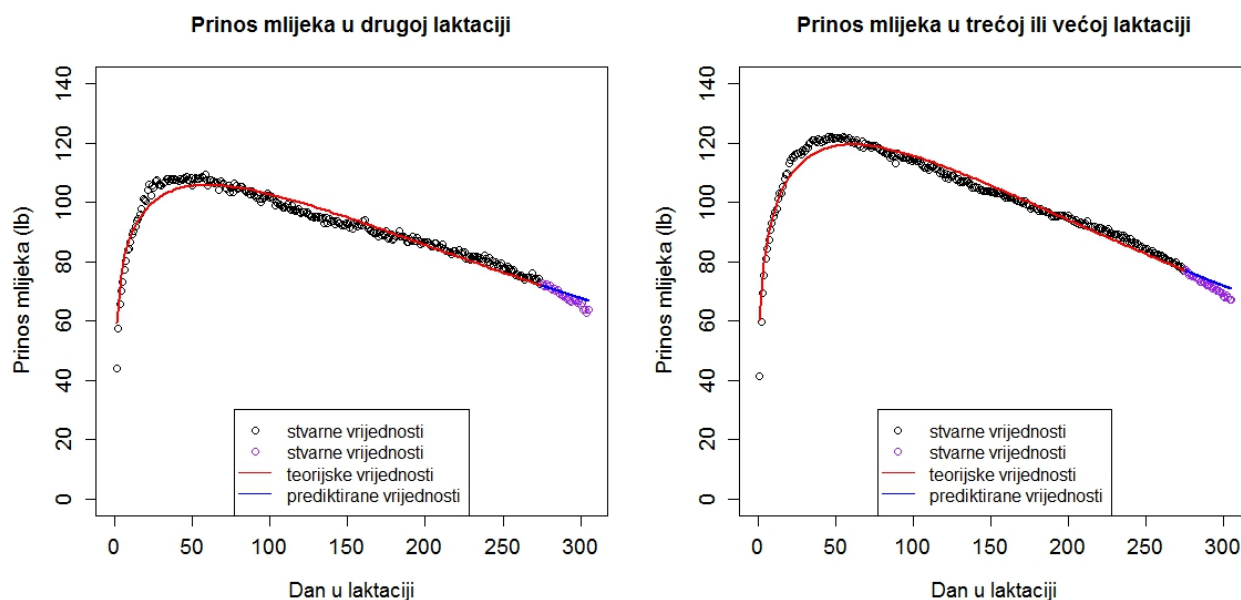 Prinos mlijeka u drugoj laktaciji
Prinos mlijeka (lb)
140
120
100
80
60
40
20
0
stvarne vrijednosti
stvarne vrijednosti
teorijske vrijednosti
prediktirane vrijednosti
0 50 100 150 200 250 300
Dan u laktaciji
Prinos mlijeka u trećoj ili većoj laktaciji
Prinos mlijeka (lb)
140
120
100
80
60
40
20
0
stvarne vrijednosti
stvarne vrijednosti
teorijske vrijednosti
prediktirane vrijednosti
0 50 100 150 200 250 300
Dan u laktaciji